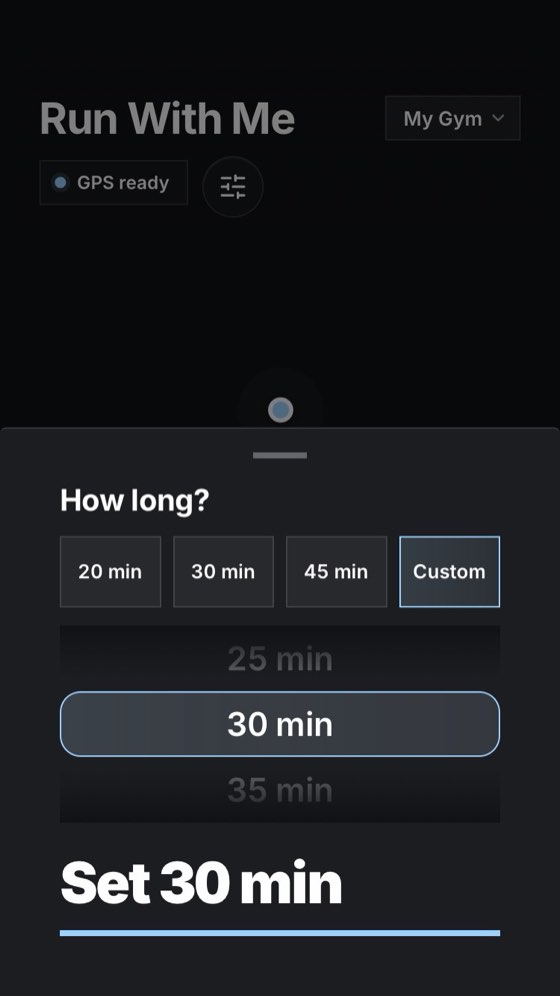 Run With Me
My Gym
GPS ready
How long?
20 min
30 min
45 min
Custom
25 min
30 min
35 min
Set 30 min